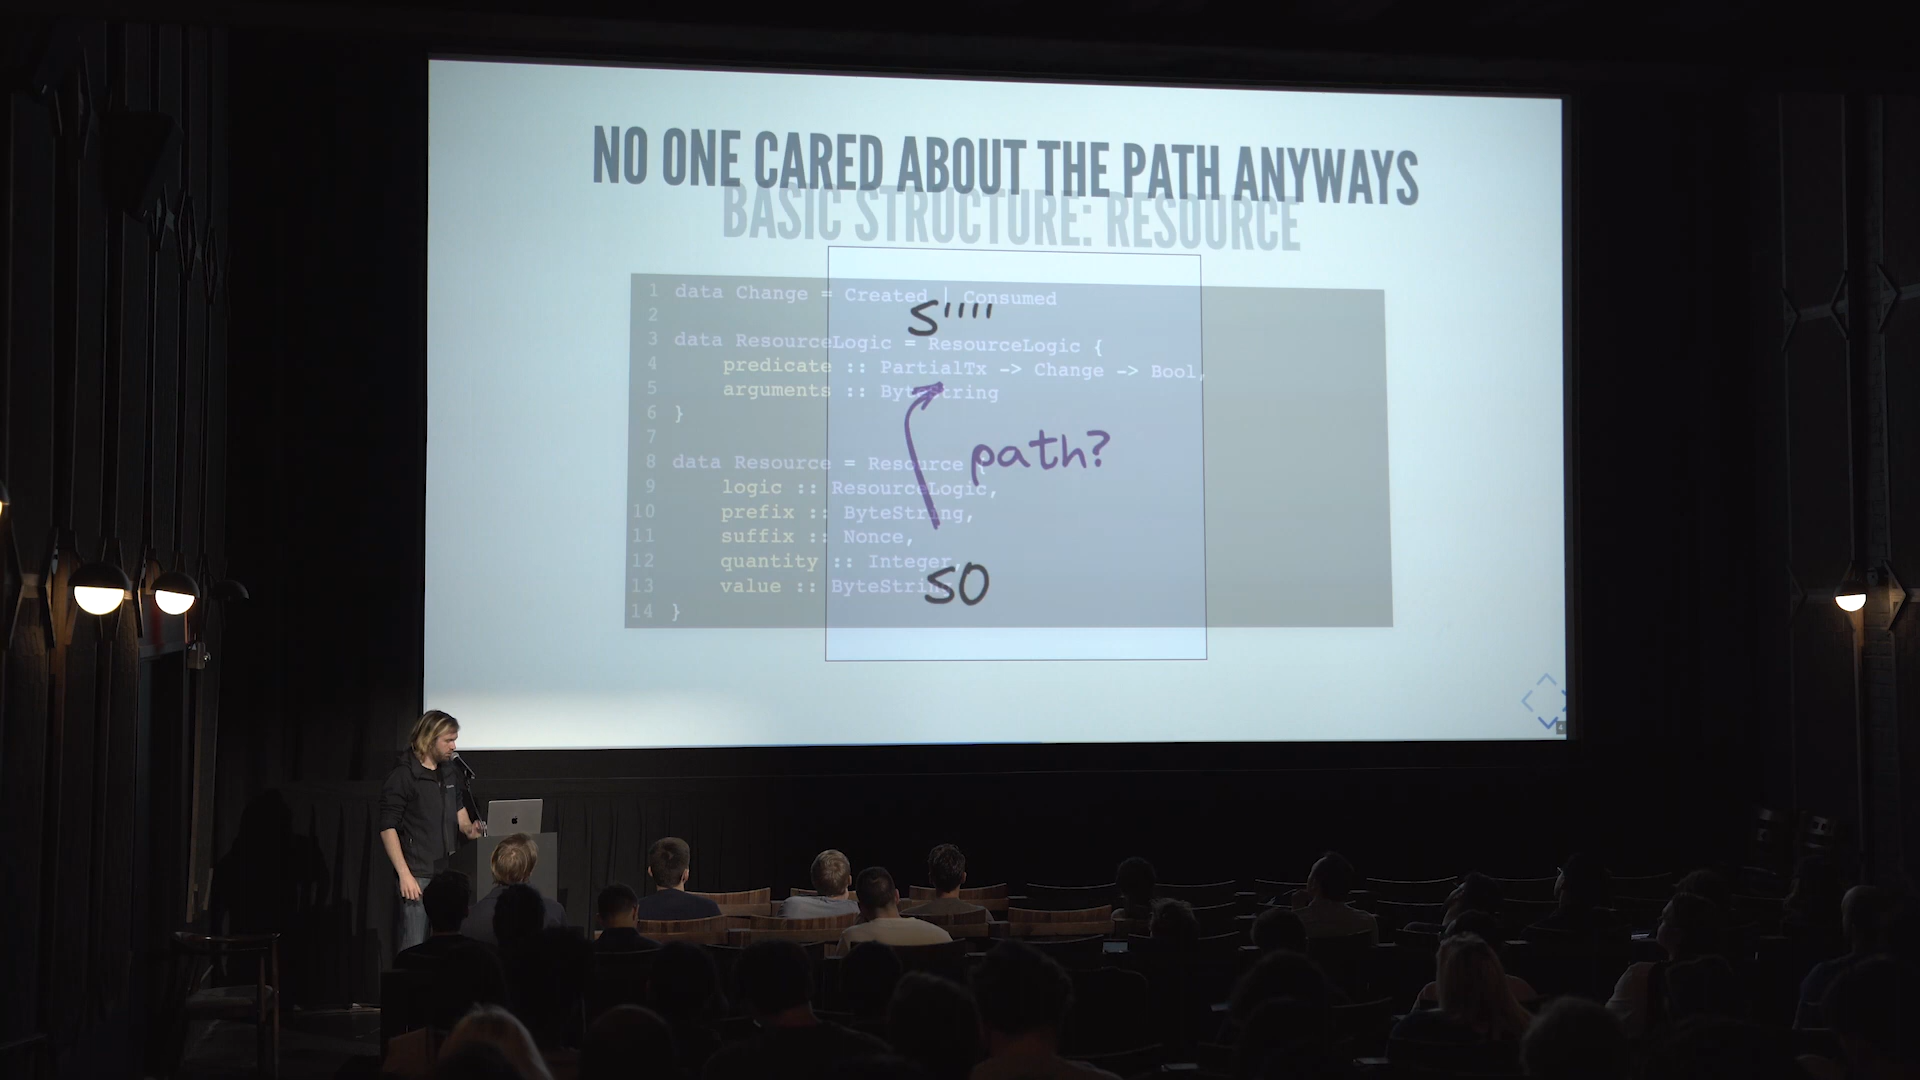 NO ONE CARED ABOUT THE PATH ANYWAYS
BASIC STRUCTURE: RESOURCE
1 data Change = Created | Consumed
2
3 data ResourceLogic = ResourceLogic {
4 predicate :: PartialTx -> Change -> Bool,
5 arguments :: ByteString
6 }
7
8 data Resource = Resource {
9 logic :: ResourceLogic,
10 prefix :: ByteString,
11 suffix :: Nonce,
12 quantity :: Integer,
13 value :: ByteString
14 }
s''''
path?
s0